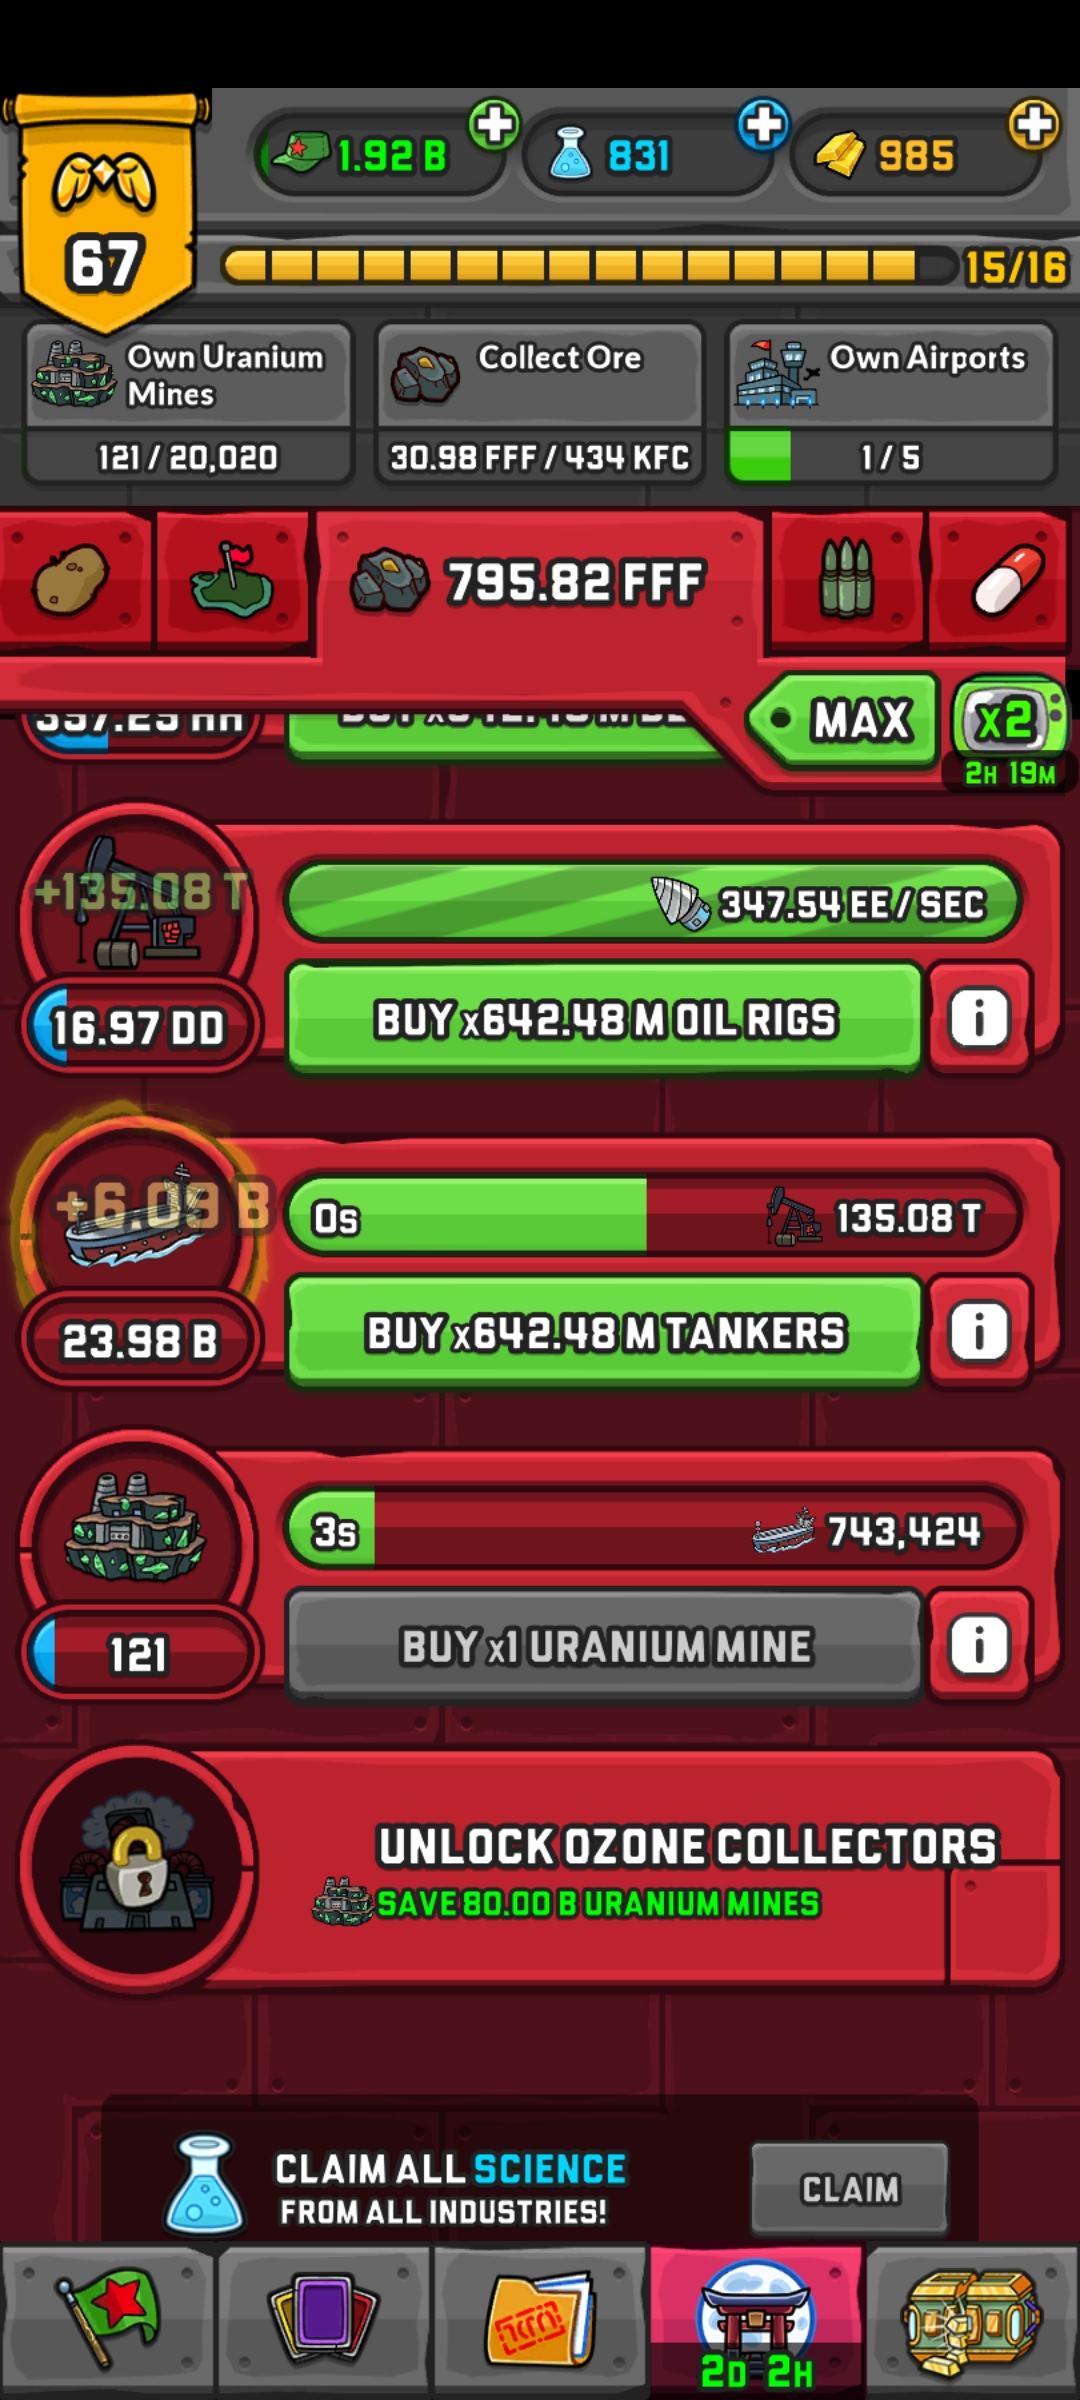 1.92 B
831
985
67
15/16
Own Uranium
Mines
121 / 20,020
Collect Ore
30.98 FFF / 434 KFC
Own Airports
1 / 5
795.82 FFF
MAX
x2
2H 19M
+135.08 T
347.54 EE / SEC
16.97 DD
BUY x642.48 M OIL RIGS
i
+6.09 B
0s
135.08 T
23.98 B
BUY x642.48 M TANKERS
i
3s
743,424
121
BUY x1 URANIUM MINE
i
UNLOCK OZONE COLLECTORS
SAVE 80.00 B URANIUM MINES
CLAIM ALL SCIENCE
FROM ALL INDUSTRIES!
CLAIM
2D 2H